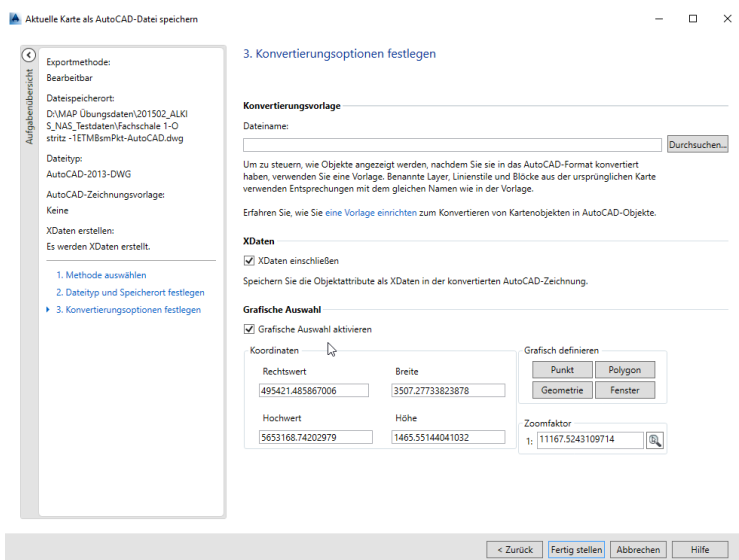 Aktuelle Karte als AutoCAD-Datei speichern
Aufgabenübersicht
Exportmethode:
Bearbeitbar
Dateispeicherort:
D:\MAP Übungsdaten\201502_ALKI
S_NAS_Testdaten\Fachschale 1-O
stritz -1ETMBsmPkt-AutoCAD.dwg
Dateityp:
AutoCAD-2013-DWG
AutoCAD-Zeichnungsvorlage:
Keine
XDaten erstellen:
Es werden XDaten erstellt.
1. Methode auswählen
2. Dateityp und Speicherort festlegen
3. Konvertierungsoptionen festlegen
3. Konvertierungsoptionen festlegen
Konvertierungsvorlage
Dateiname:
Durchsuchen...
Um zu steuern, wie Objekte angezeigt werden, nachdem Sie sie in das AutoCAD-Format konvertiert
haben, verwenden Sie eine Vorlage. Benannte Layer, Linienstile und Blöcke aus der ursprünglichen Karte
verwenden Entsprechungen mit dem gleichen Namen wie in der Vorlage.
Erfahren Sie, wie Sie eine Vorlage einrichten zum Konvertieren von Kartenobjekten in AutoCAD-Objekte.
XDaten
XDaten einschließen
Speichern Sie die Objektattribute als XDaten in der konvertierten AutoCAD-Zeichnung.
Grafische Auswahl
Grafische Auswahl aktivieren
Koordinaten
Rechtswert Breite
495421.485867006 3507.27733823878
Hochwert Höhe
5653168.74202979 1465.55144041032
Grafisch definieren
Punkt Polygon
Geometrie Fenster
Zoomfaktor
1: 11167.5243109714
< Zurück Fertig stellen Abbrechen Hilfe